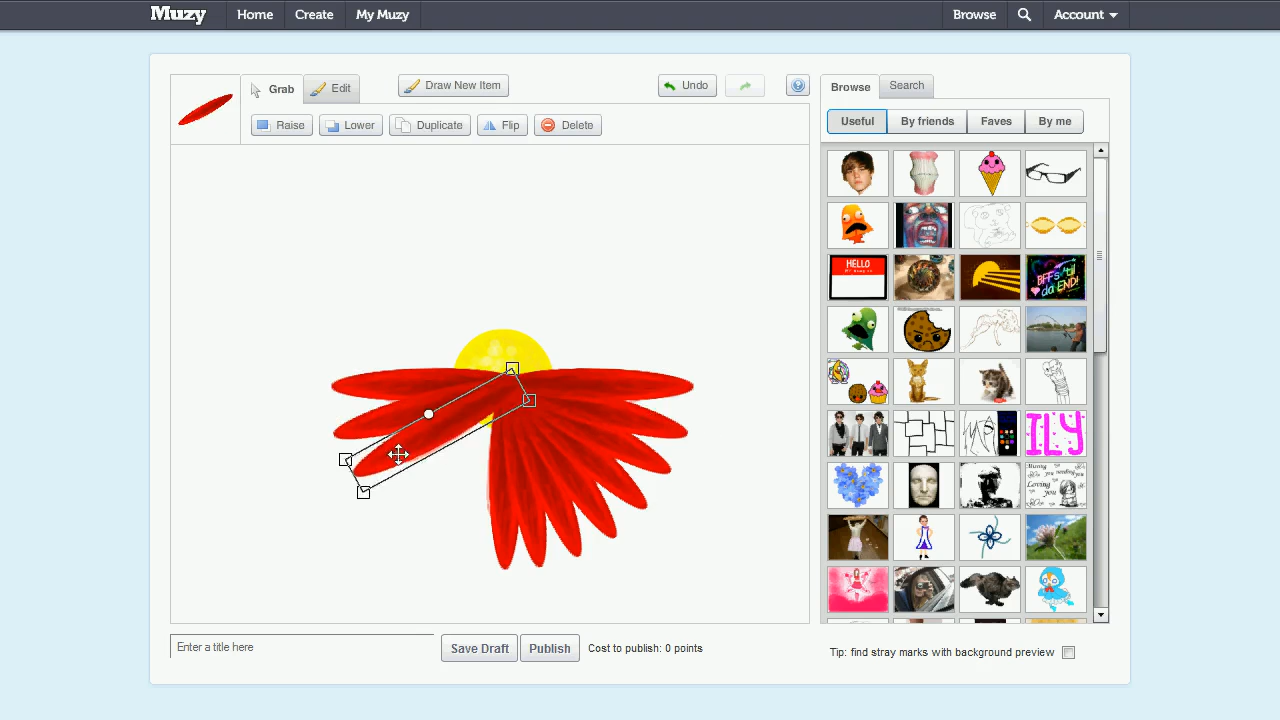 Muzy Home Create My Muzy Browse Account
Grab Edit Draw New Item Undo Browse Search
Raise Lower Duplicate Flip Delete Useful By friends Faves By me
HELLO
BFFs 'til
da END!
ILY
Enter a title here Save Draft Publish Cost to publish: 0 points Tip: find stray marks with background preview